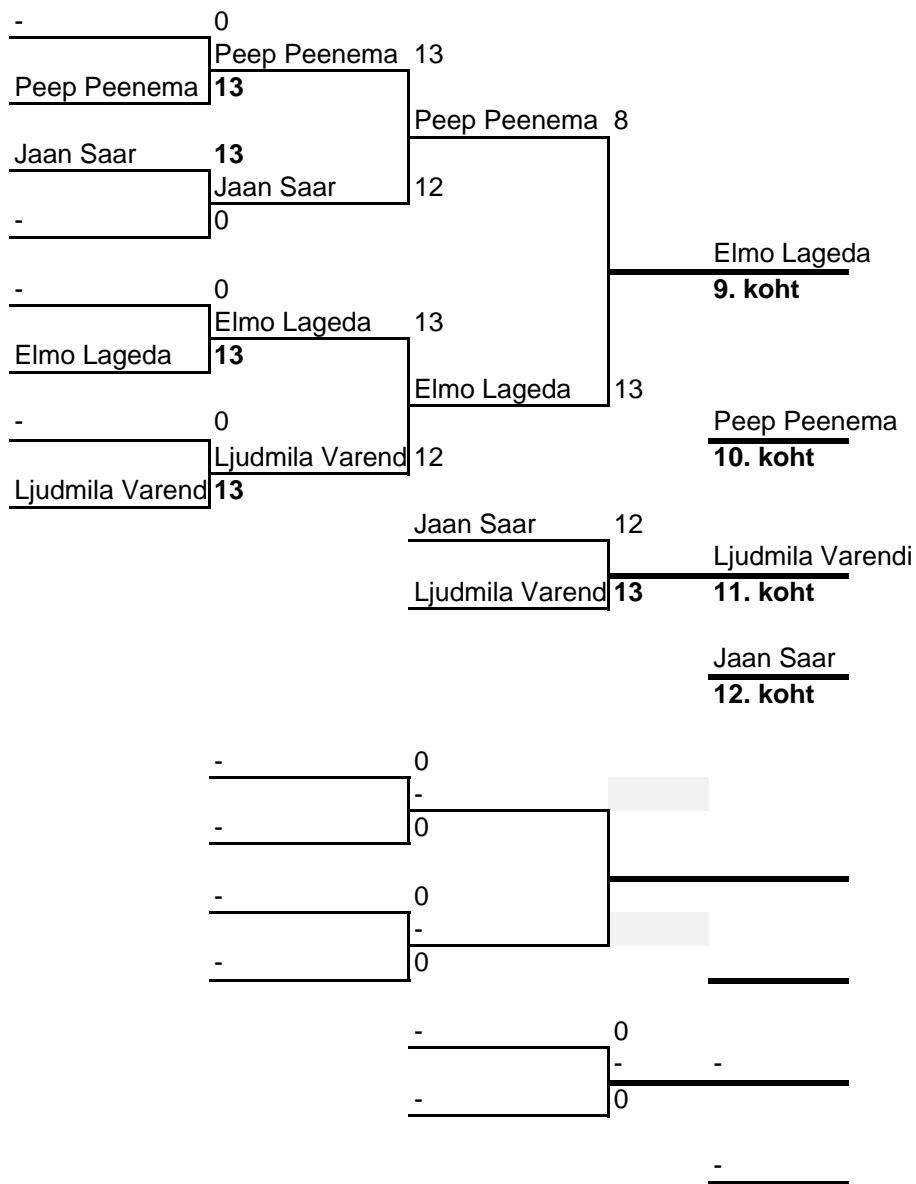 - 0
Peep Peenema 13
Peep Peenema 13
Peep Peenema 8
Jaan Saar 13
Jaan Saar 12
- 0
Elmo Lageda
- 0
9. koht
Elmo Lageda 13
Elmo Lageda 13
Elmo Lageda 13
- 0
Peep Peenema
Ljudmila Varend 12
10. koht
Ljudmila Varend 13
Jaan Saar 12
Ljudmila Varendi
Ljudmila Varend 13
11. koht
Jaan Saar
12. koht
- 0
-
- 0
- 0
-
- 0
- 0
- -
- 0
-